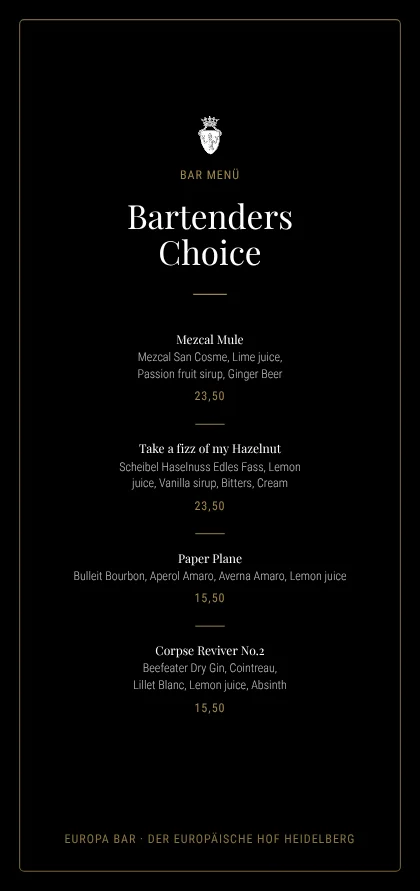 BAR MENÜ
Bartenders
Choice
Mezcal Mule
Mezcal San Cosme, Lime juice,
Passion fruit sirup, Ginger Beer
23,50
Take a fizz of my Hazelnut
Scheibel Haselnuss Edles Fass, Lemon
juice, Vanilla sirup, Bitters, Cream
23,50
Paper Plane
Bulleit Bourbon, Aperol Amaro, Averna Amaro, Lemon juice
15,50
Corpse Reviver No.2
Beefeater Dry Gin, Cointreau,
Lillet Blanc, Lemon juice, Absinth
15,50
EUROPA BAR · DER EUROPÄISCHE HOF HEIDELBERG